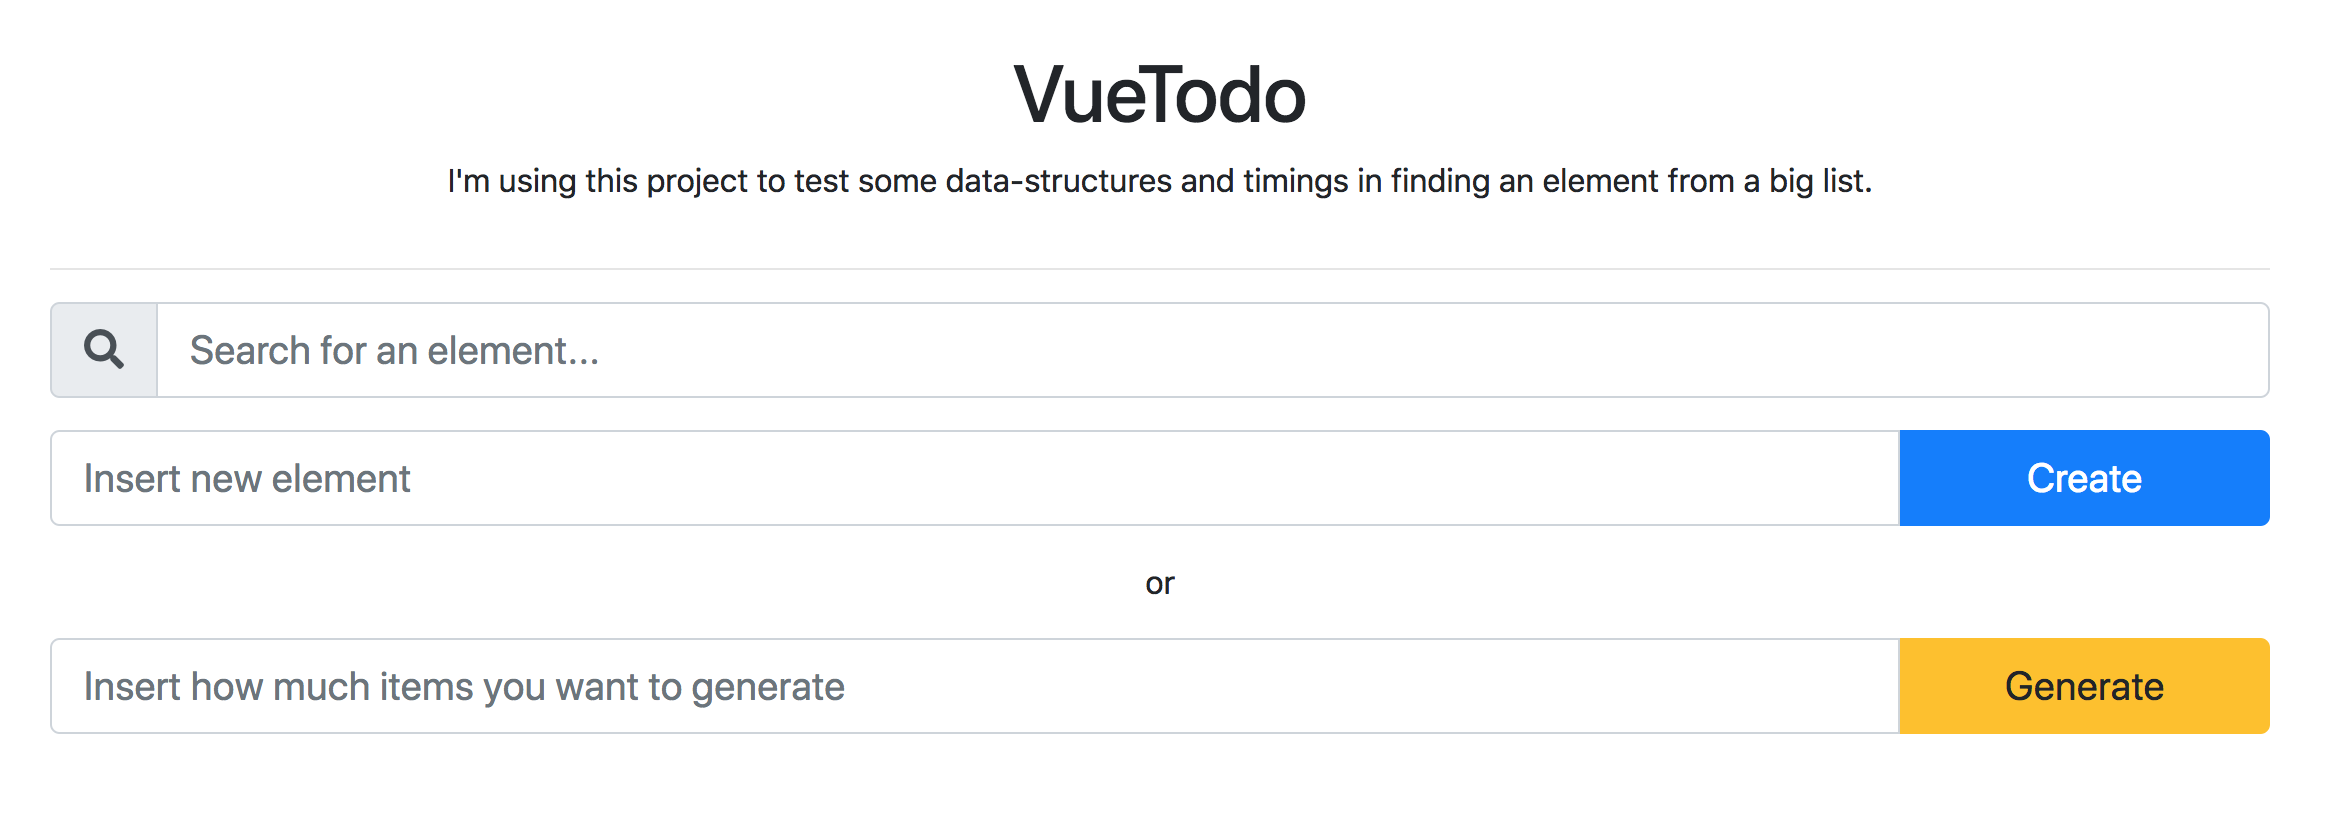 VueTodo
I'm using this project to test some data-structures and timings in finding an element from a big list.
Search for an element...
Insert new element
Create
or
Insert how much items you want to generate
Generate